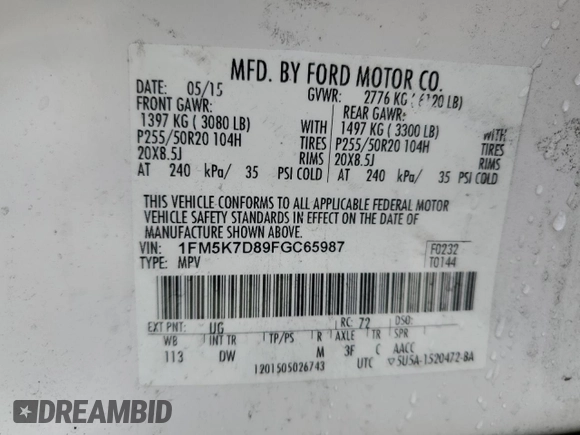 MFD. BY FORD MOTOR CO.
DATE: 05/15 GVWR: 2776 KG ( 6120 LB)
FRONT GAWR: REAR GAWR:
1397 KG ( 3080 LB) WITH 1497 KG ( 3300 LB) WITH
P255/50R20 104H TIRES P255/50R20 104H TIRES
20X8.5J RIMS 20X8.5J RIMS
AT 240 kPa/ 35 PSI COLD AT 240 kPa/ 35 PSI COLD
THIS VEHICLE CONFORMS TO ALL APPLICABLE FEDERAL MOTOR
VEHICLE SAFETY STANDARDS IN EFFECT ON THE DATE OF
MANUFACTURE SHOWN ABOVE.
VIN: 1FM5K7D89FGC65987 F0232
TYPE: MPV T0144
EXT PNT: UG RC: 72 DSO:
WB INT TR TP/PS R AXLE TR SPR
113 DW M 3F C AACC
I201505026743 UTC ▽5U5A-1520472-BA
DREAMBID